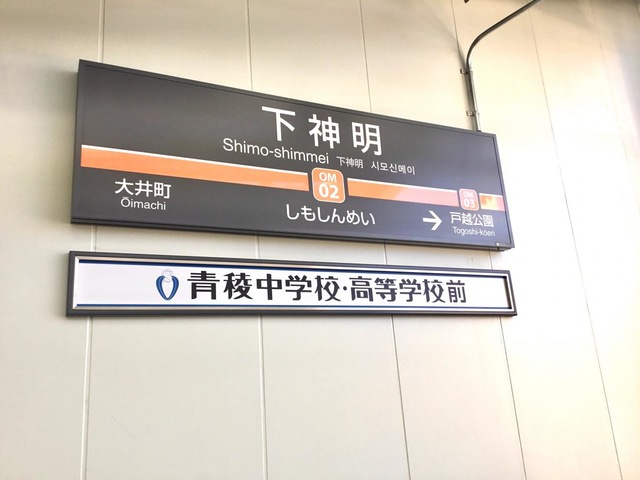 下神明
Shimo-shimmei 下神明 시모신메이
OM
02
OM
03
大井町
Ōimachi
しもしんめい
→ 戸越公園
Togoshi-kōen
青稜中学校・高等学校前